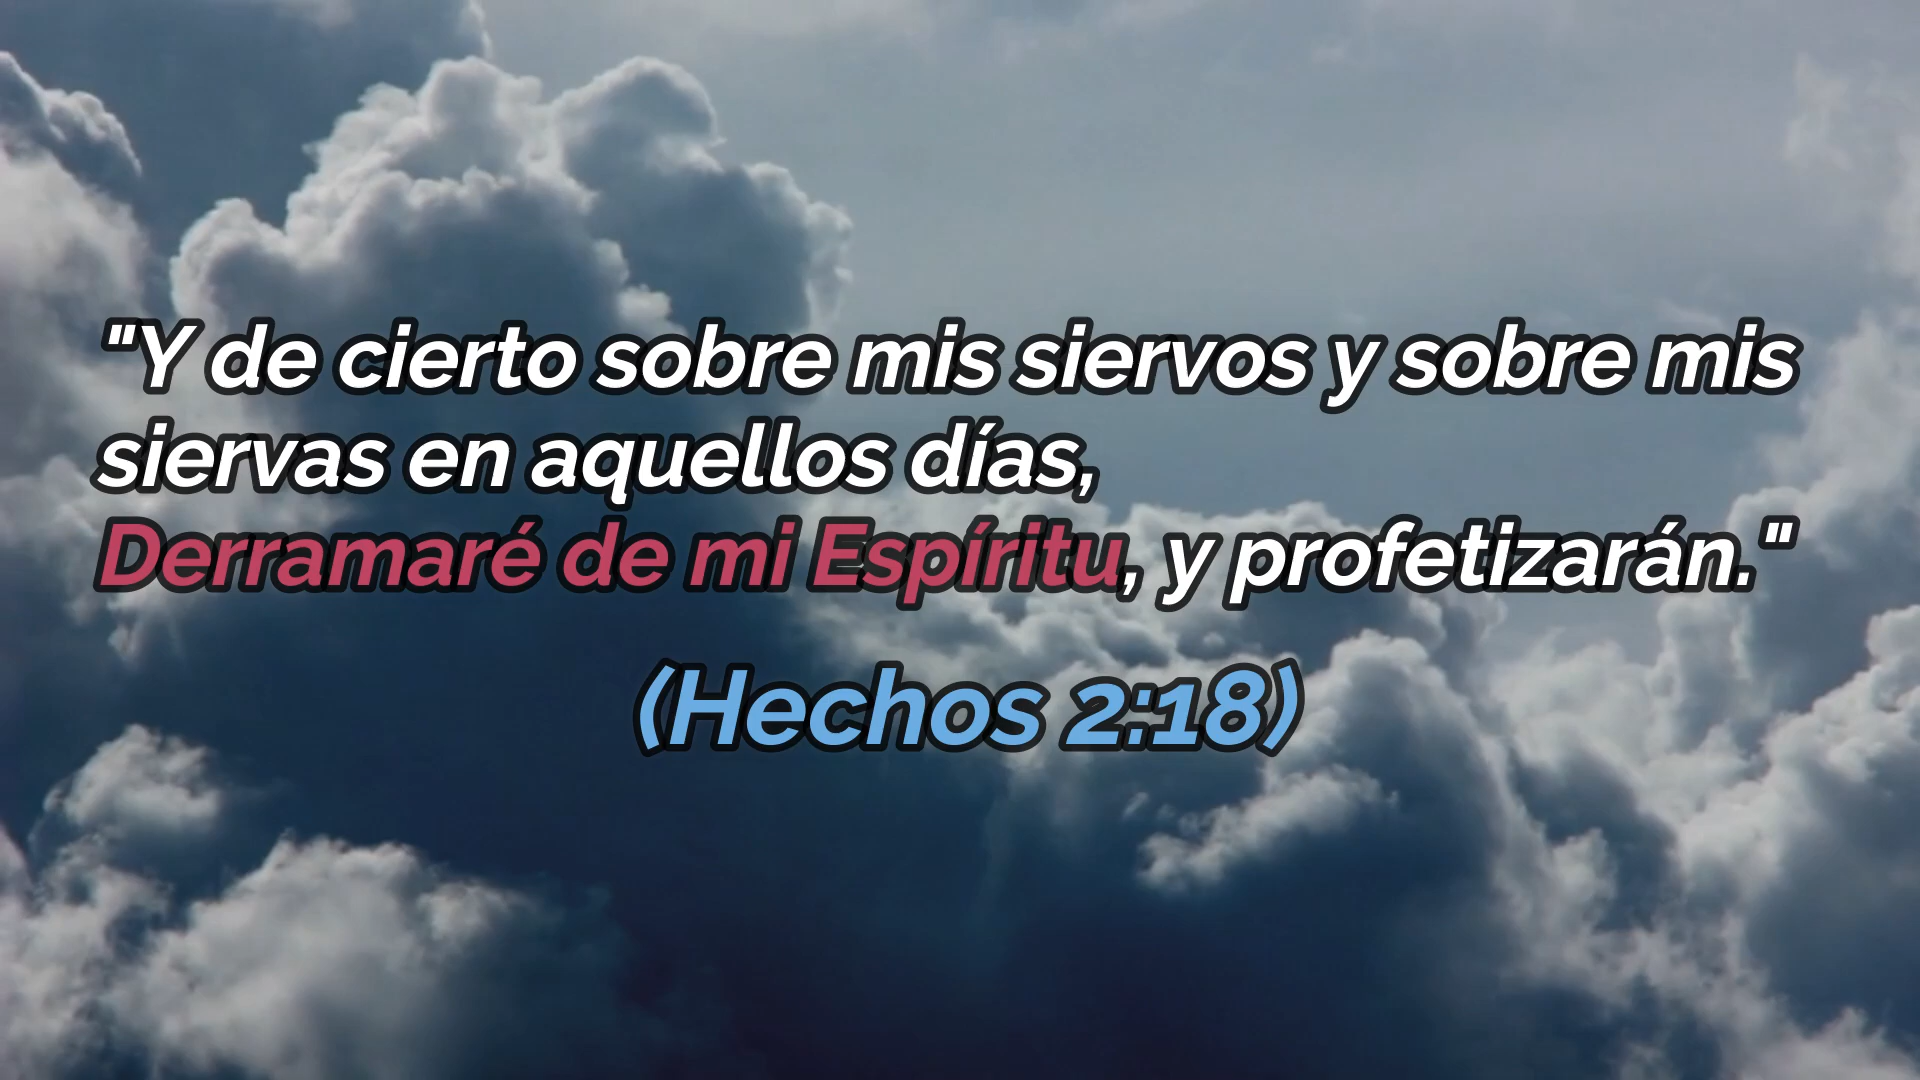 "Y de cierto sobre mis siervos y sobre mis
siervas en aquellos días,
Derramaré de mi Espíritu, y profetizarán."
(Hechos 2:18)